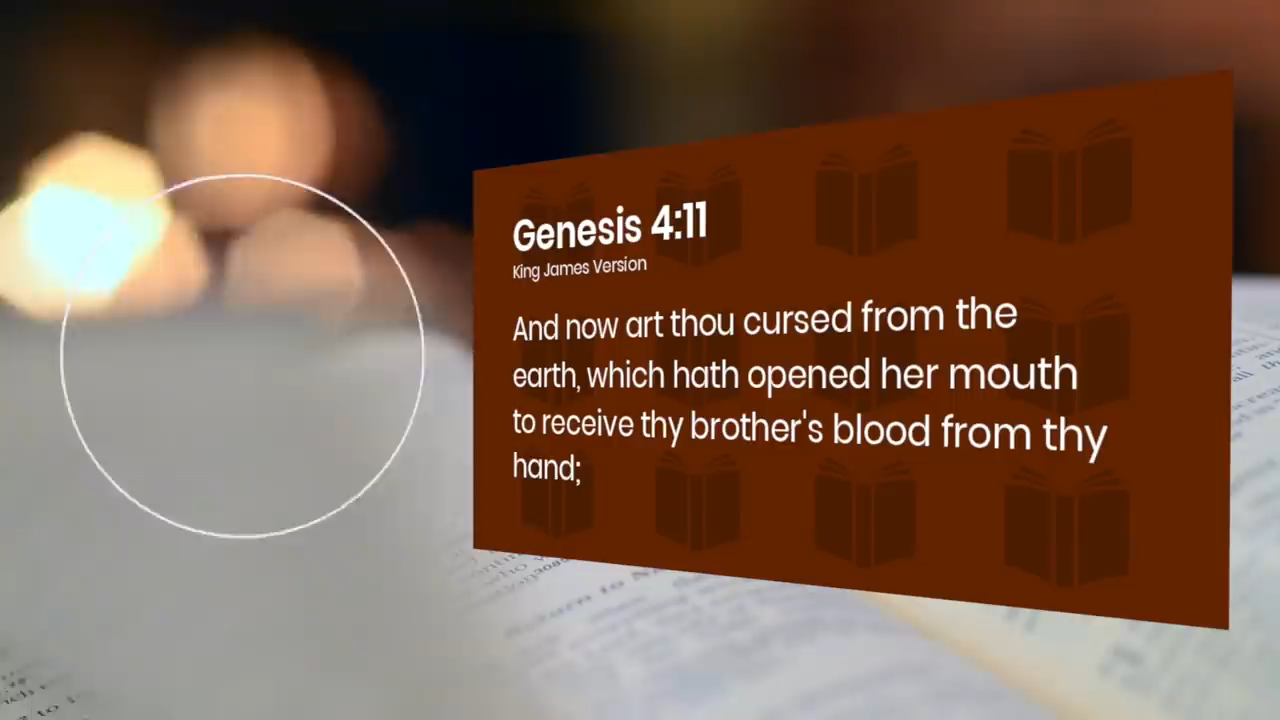 Genesis 4:11
King James Version
And now art thou cursed from the
earth, which hath opened her mouth
to receive thy brother's blood from thy
hand;